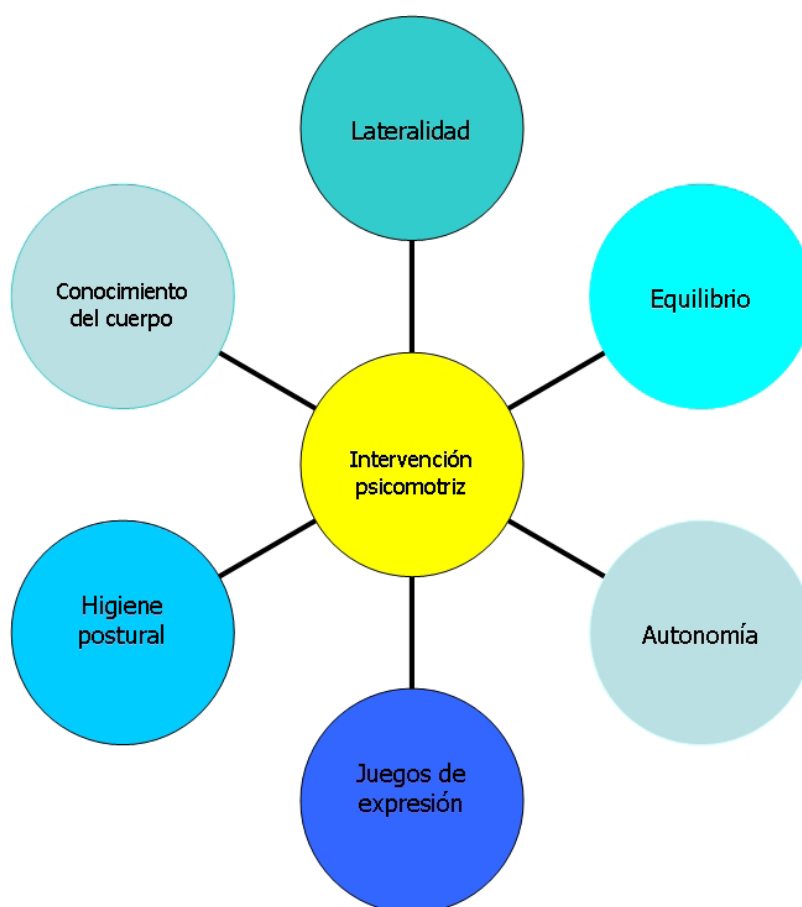 Lateralidad
Conocimiento
del cuerpo
Equilibrio
Intervención
psicomotriz
Higiene
postural
Autonomía
Juegos de
expresión